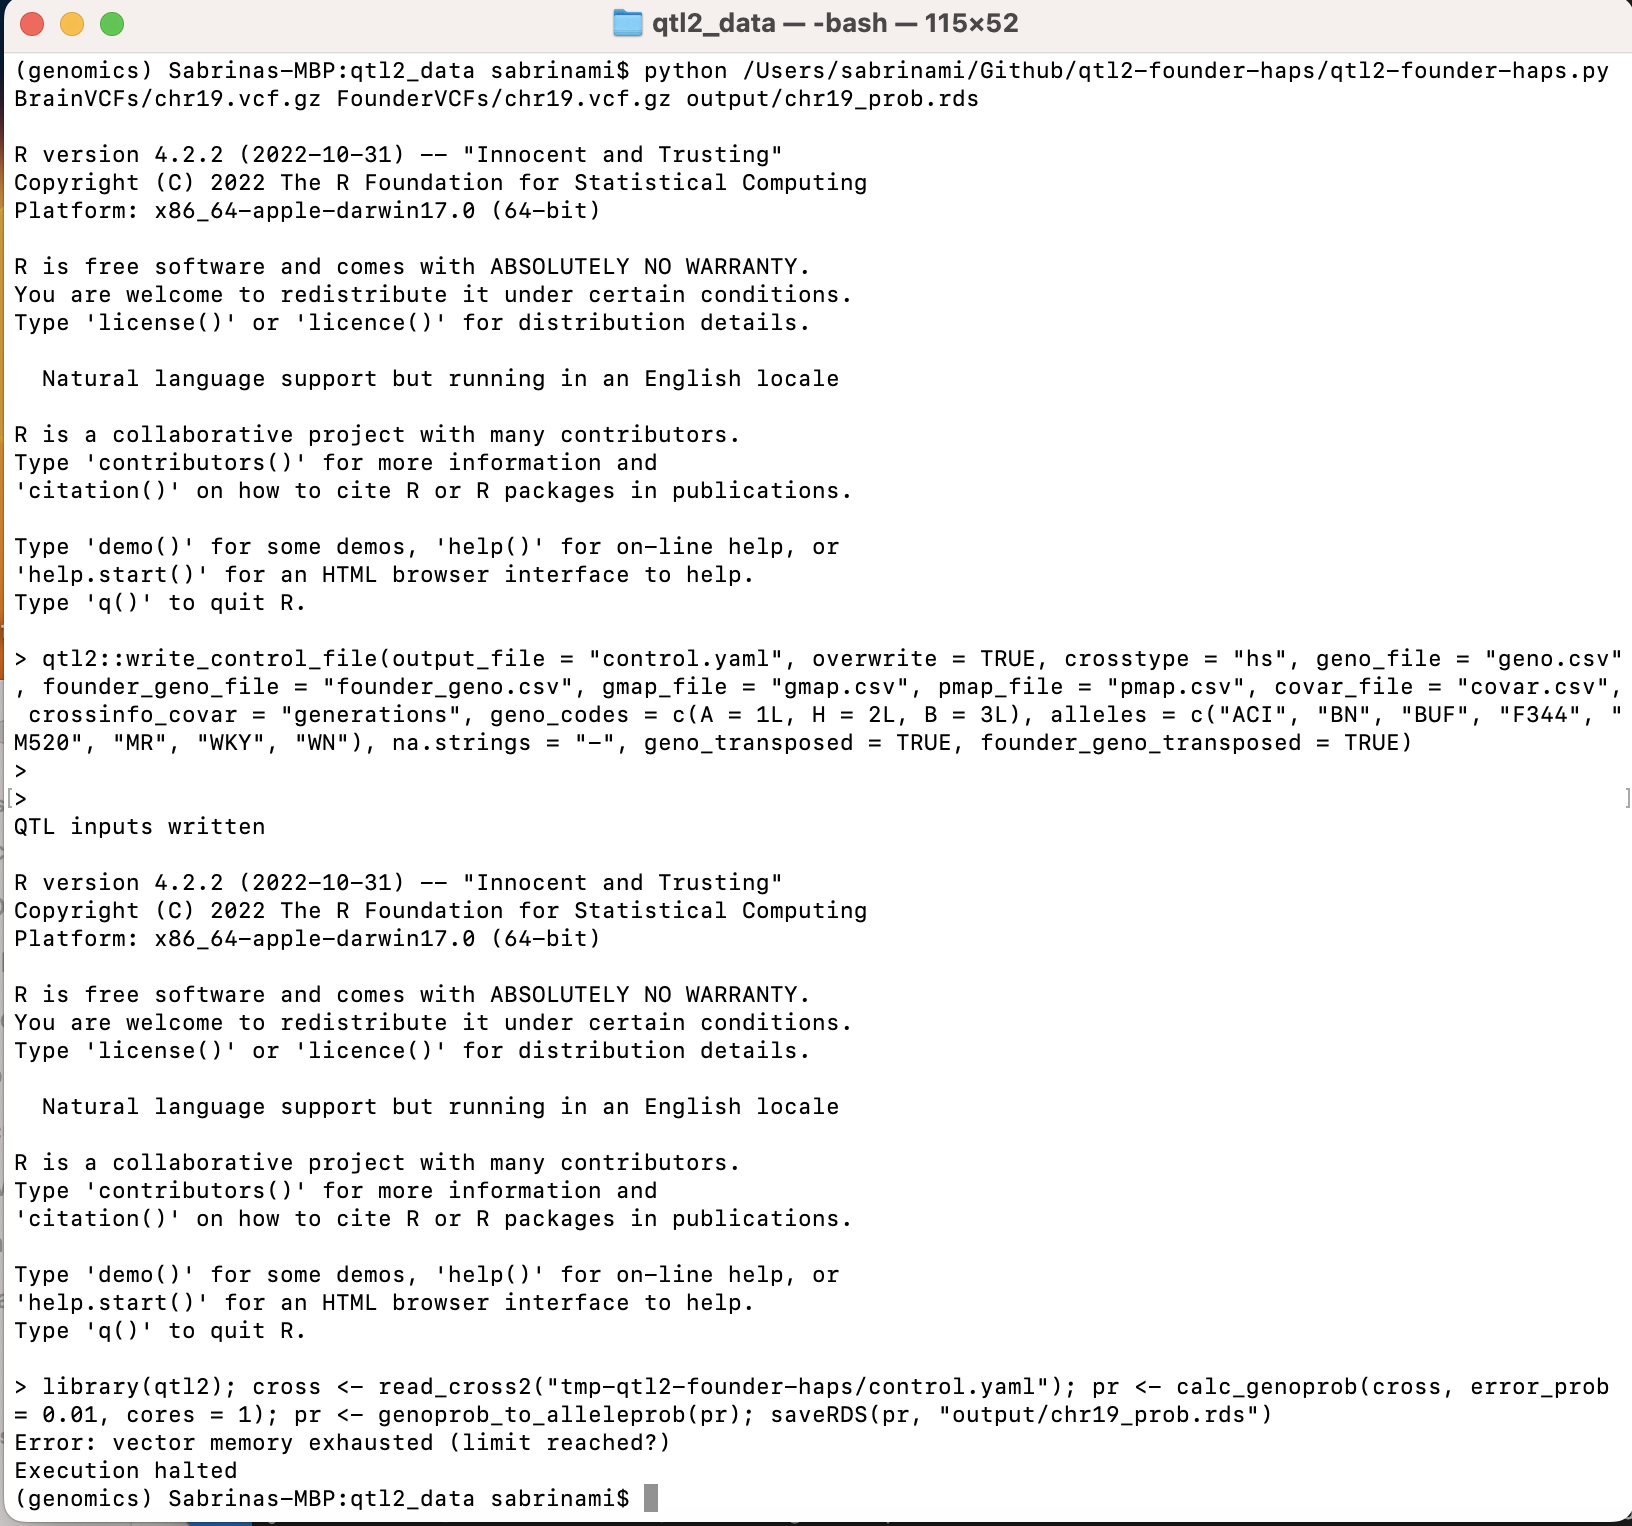 qtl2_data — -bash — 115×52
(genomics) Sabrinas-MBP:qtl2_data sabrinami$ python /Users/sabrinami/Github/qtl2-founder-haps/qtl2-founder-haps.py
BrainVCFs/chr19.vcf.gz FounderVCFs/chr19.vcf.gz output/chr19_prob.rds
R version 4.2.2 (2022-10-31) -- "Innocent and Trusting"
Copyright (C) 2022 The R Foundation for Statistical Computing
Platform: x86_64-apple-darwin17.0 (64-bit)
R is free software and comes with ABSOLUTELY NO WARRANTY.
You are welcome to redistribute it under certain conditions.
Type 'license()' or 'licence()' for distribution details.
Natural language support but running in an English locale
R is a collaborative project with many contributors.
Type 'contributors()' for more information and
'citation()' on how to cite R or R packages in publications.
Type 'demo()' for some demos, 'help()' for on-line help, or
'help.start()' for an HTML browser interface to help.
Type 'q()' to quit R.
> qtl2::write_control_file(output_file = "control.yaml", overwrite = TRUE, crosstype = "hs", geno_file = "geno.csv"
, founder_geno_file = "founder_geno.csv", gmap_file = "gmap.csv", pmap_file = "pmap.csv", covar_file = "covar.csv",
crossinfo_covar = "generations", geno_codes = c(A = 1L, H = 2L, B = 3L), alleles = c("ACI", "BN", "BUF", "F344", "
M520", "MR", "WKY", "WN"), na.strings = "-", geno_transposed = TRUE, founder_geno_transposed = TRUE)
>
[> ]
QTL inputs written
R version 4.2.2 (2022-10-31) -- "Innocent and Trusting"
Copyright (C) 2022 The R Foundation for Statistical Computing
Platform: x86_64-apple-darwin17.0 (64-bit)
R is free software and comes with ABSOLUTELY NO WARRANTY.
You are welcome to redistribute it under certain conditions.
Type 'license()' or 'licence()' for distribution details.
Natural language support but running in an English locale
R is a collaborative project with many contributors.
Type 'contributors()' for more information and
'citation()' on how to cite R or R packages in publications.
Type 'demo()' for some demos, 'help()' for on-line help, or
'help.start()' for an HTML browser interface to help.
Type 'q()' to quit R.
> library(qtl2); cross <- read_cross2("tmp-qtl2-founder-haps/control.yaml"); pr <- calc_genoprob(cross, error_prob
= 0.01, cores = 1); pr <- genoprob_to_alleleprob(pr); saveRDS(pr, "output/chr19_prob.rds")
Error: vector memory exhausted (limit reached?)
Execution halted
(genomics) Sabrinas-MBP:qtl2_data sabrinami$